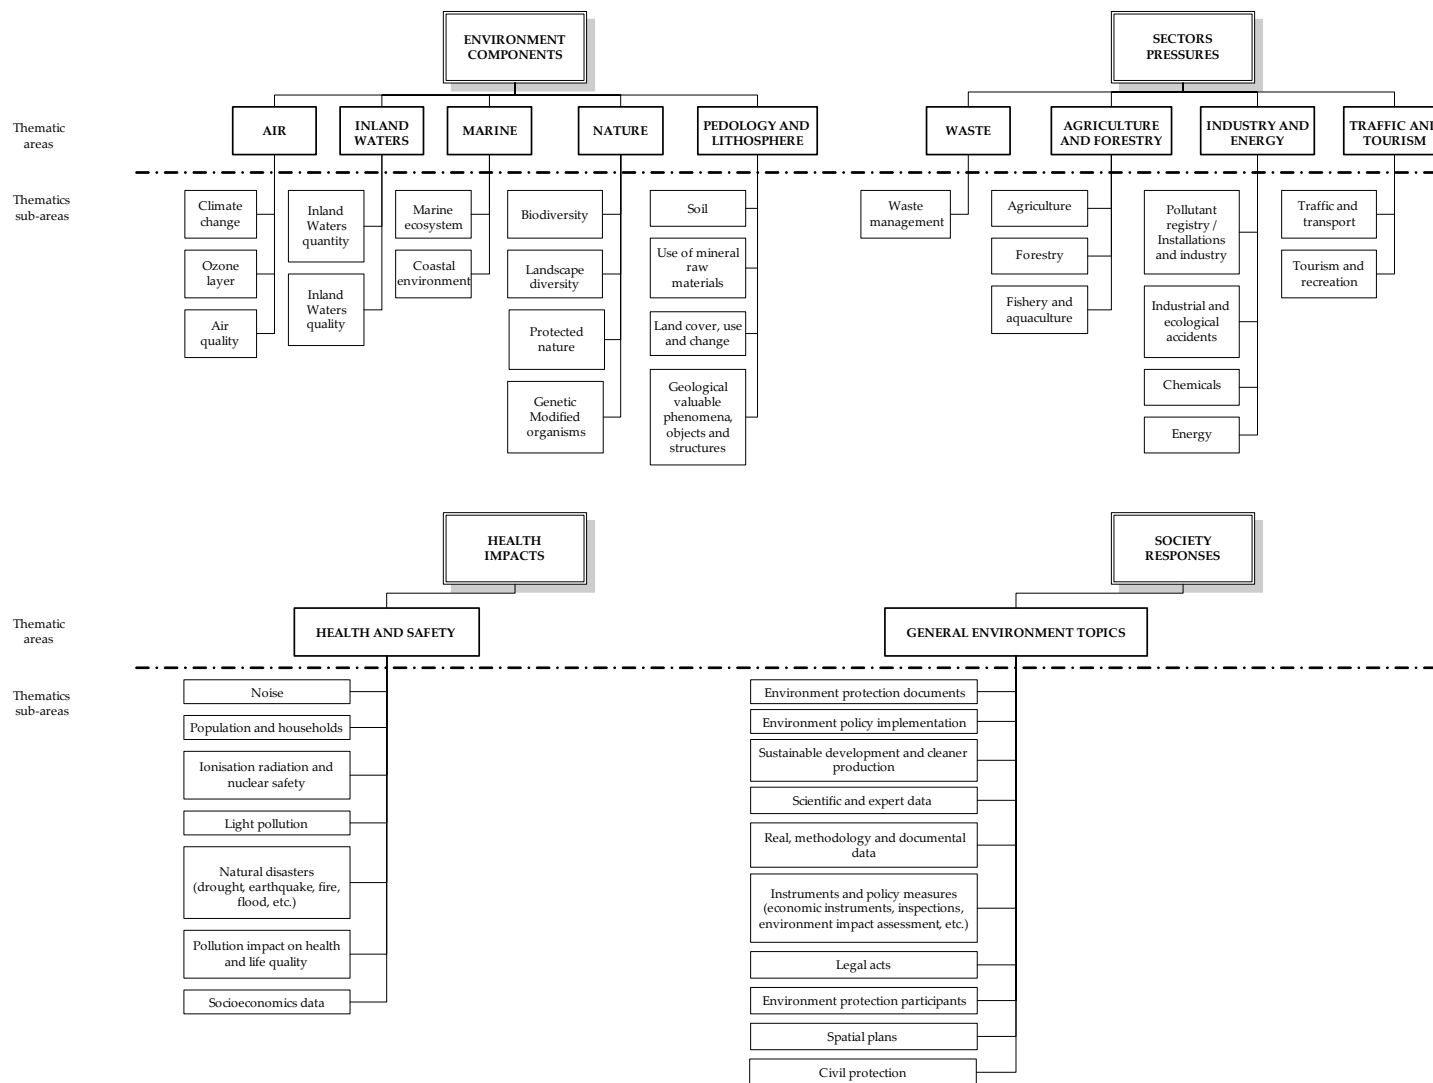 ENVIRONMENT
COMPONENTS
SECTORS
PRESSURES
Thematic
areas
AIR
INLAND
WATERS
MARINE
NATURE
PEDOLOGY AND
LITHOSPHERE
WASTE
AGRICULTURE
AND FORESTRY
INDUSTRY AND
ENERGY
TRAFFIC AND
TOURISM
Thematics
sub-areas
Climate
change
Ozone
layer
Air
quality
Inland
Waters
quantity
Inland
Waters
quality
Marine
ecosystem
Coastal
environment
Biodiversity
Landscape
diversity
Protected
nature
Genetic
Modified
organisms
Soil
Use of mineral
raw
materials
Land cover, use
and change
Geological
valuable
phenomena,
objects and
structures
Waste
management
Agriculture
Forestry
Fishery and
aquaculture
Pollutant
registry /
Installations
and industry
Industrial and
ecological
accidents
Chemicals
Energy
Traffic and
transport
Tourism and
recreation
HEALTH
IMPACTS
SOCIETY
RESPONSES
Thematic
areas
HEALTH AND SAFETY
GENERAL ENVIRONMENT TOPICS
Thematics
sub-areas
Noise
Population and households
Ionisation radiation and
nuclear safety
Light pollution
Natural disasters
(drought, earthquake, fire,
flood, etc.)
Pollution impact on health
and life quality
Socioeconomics data
Environment protection documents
Environment policy implementation
Sustainable development and cleaner
production
Scientific and expert data
Real, methodology and documental
data
Instruments and policy measures
(economic instruments, inspections,
environment impact assessment, etc.)
Legal acts
Environment protection participants
Spatial plans
Civil protection